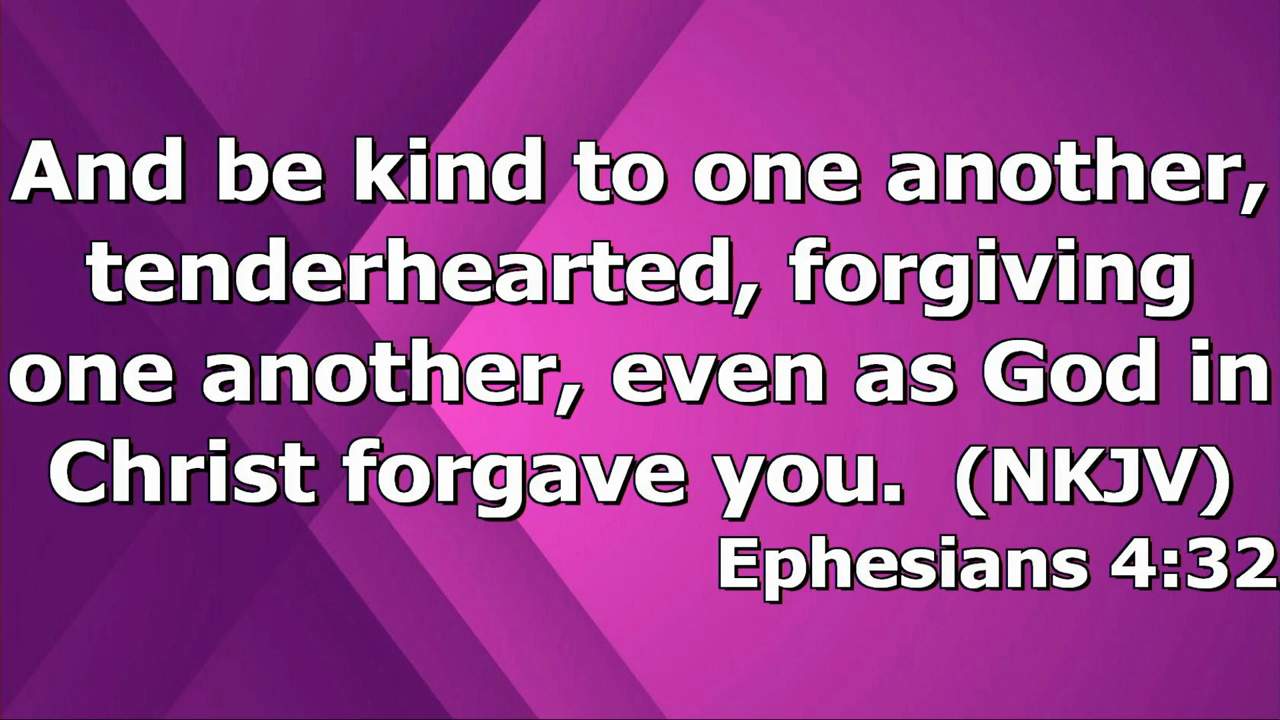 And be kind to one another,
tenderhearted, forgiving
one another, even as God in
Christ forgave you.  (NKJV)
Ephesians 4:32